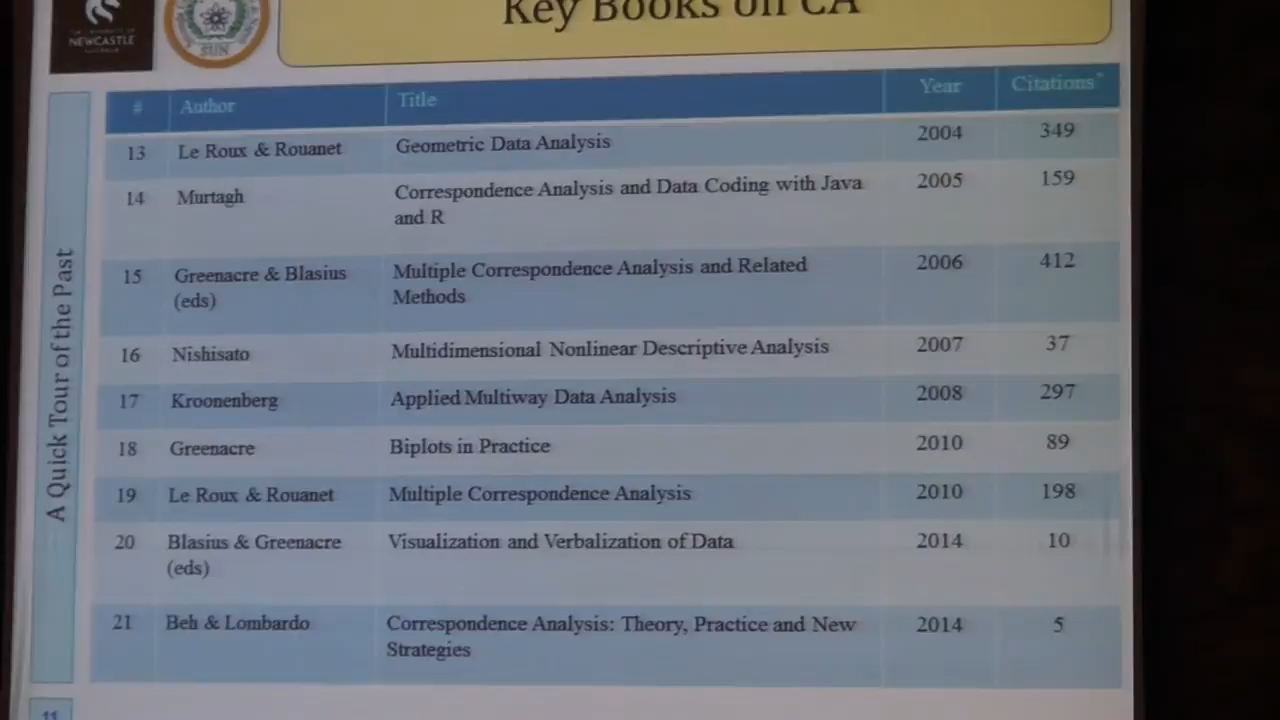 Key Books on CA
NEWCASTLE
SUN
A Quick Tour of the Past
# Author Title Year Citations*
13 Le Roux & Rouanet Geometric Data Analysis 2004 349
14 Murtagh Correspondence Analysis and Data Coding with Java 2005 159
and R
15 Greenacre & Blasius Multiple Correspondence Analysis and Related 2006 412
(eds) Methods
16 Nishisato Multidimensional Nonlinear Descriptive Analysis 2007 37
17 Kroonenberg Applied Multiway Data Analysis 2008 297
18 Greenacre Biplots in Practice 2010 89
19 Le Roux & Rouanet Multiple Correspondence Analysis 2010 198
20 Blasius & Greenacre Visualization and Verbalization of Data 2014 10
(eds)
21 Beh & Lombardo Correspondence Analysis: Theory, Practice and New 2014 5
Strategies
11